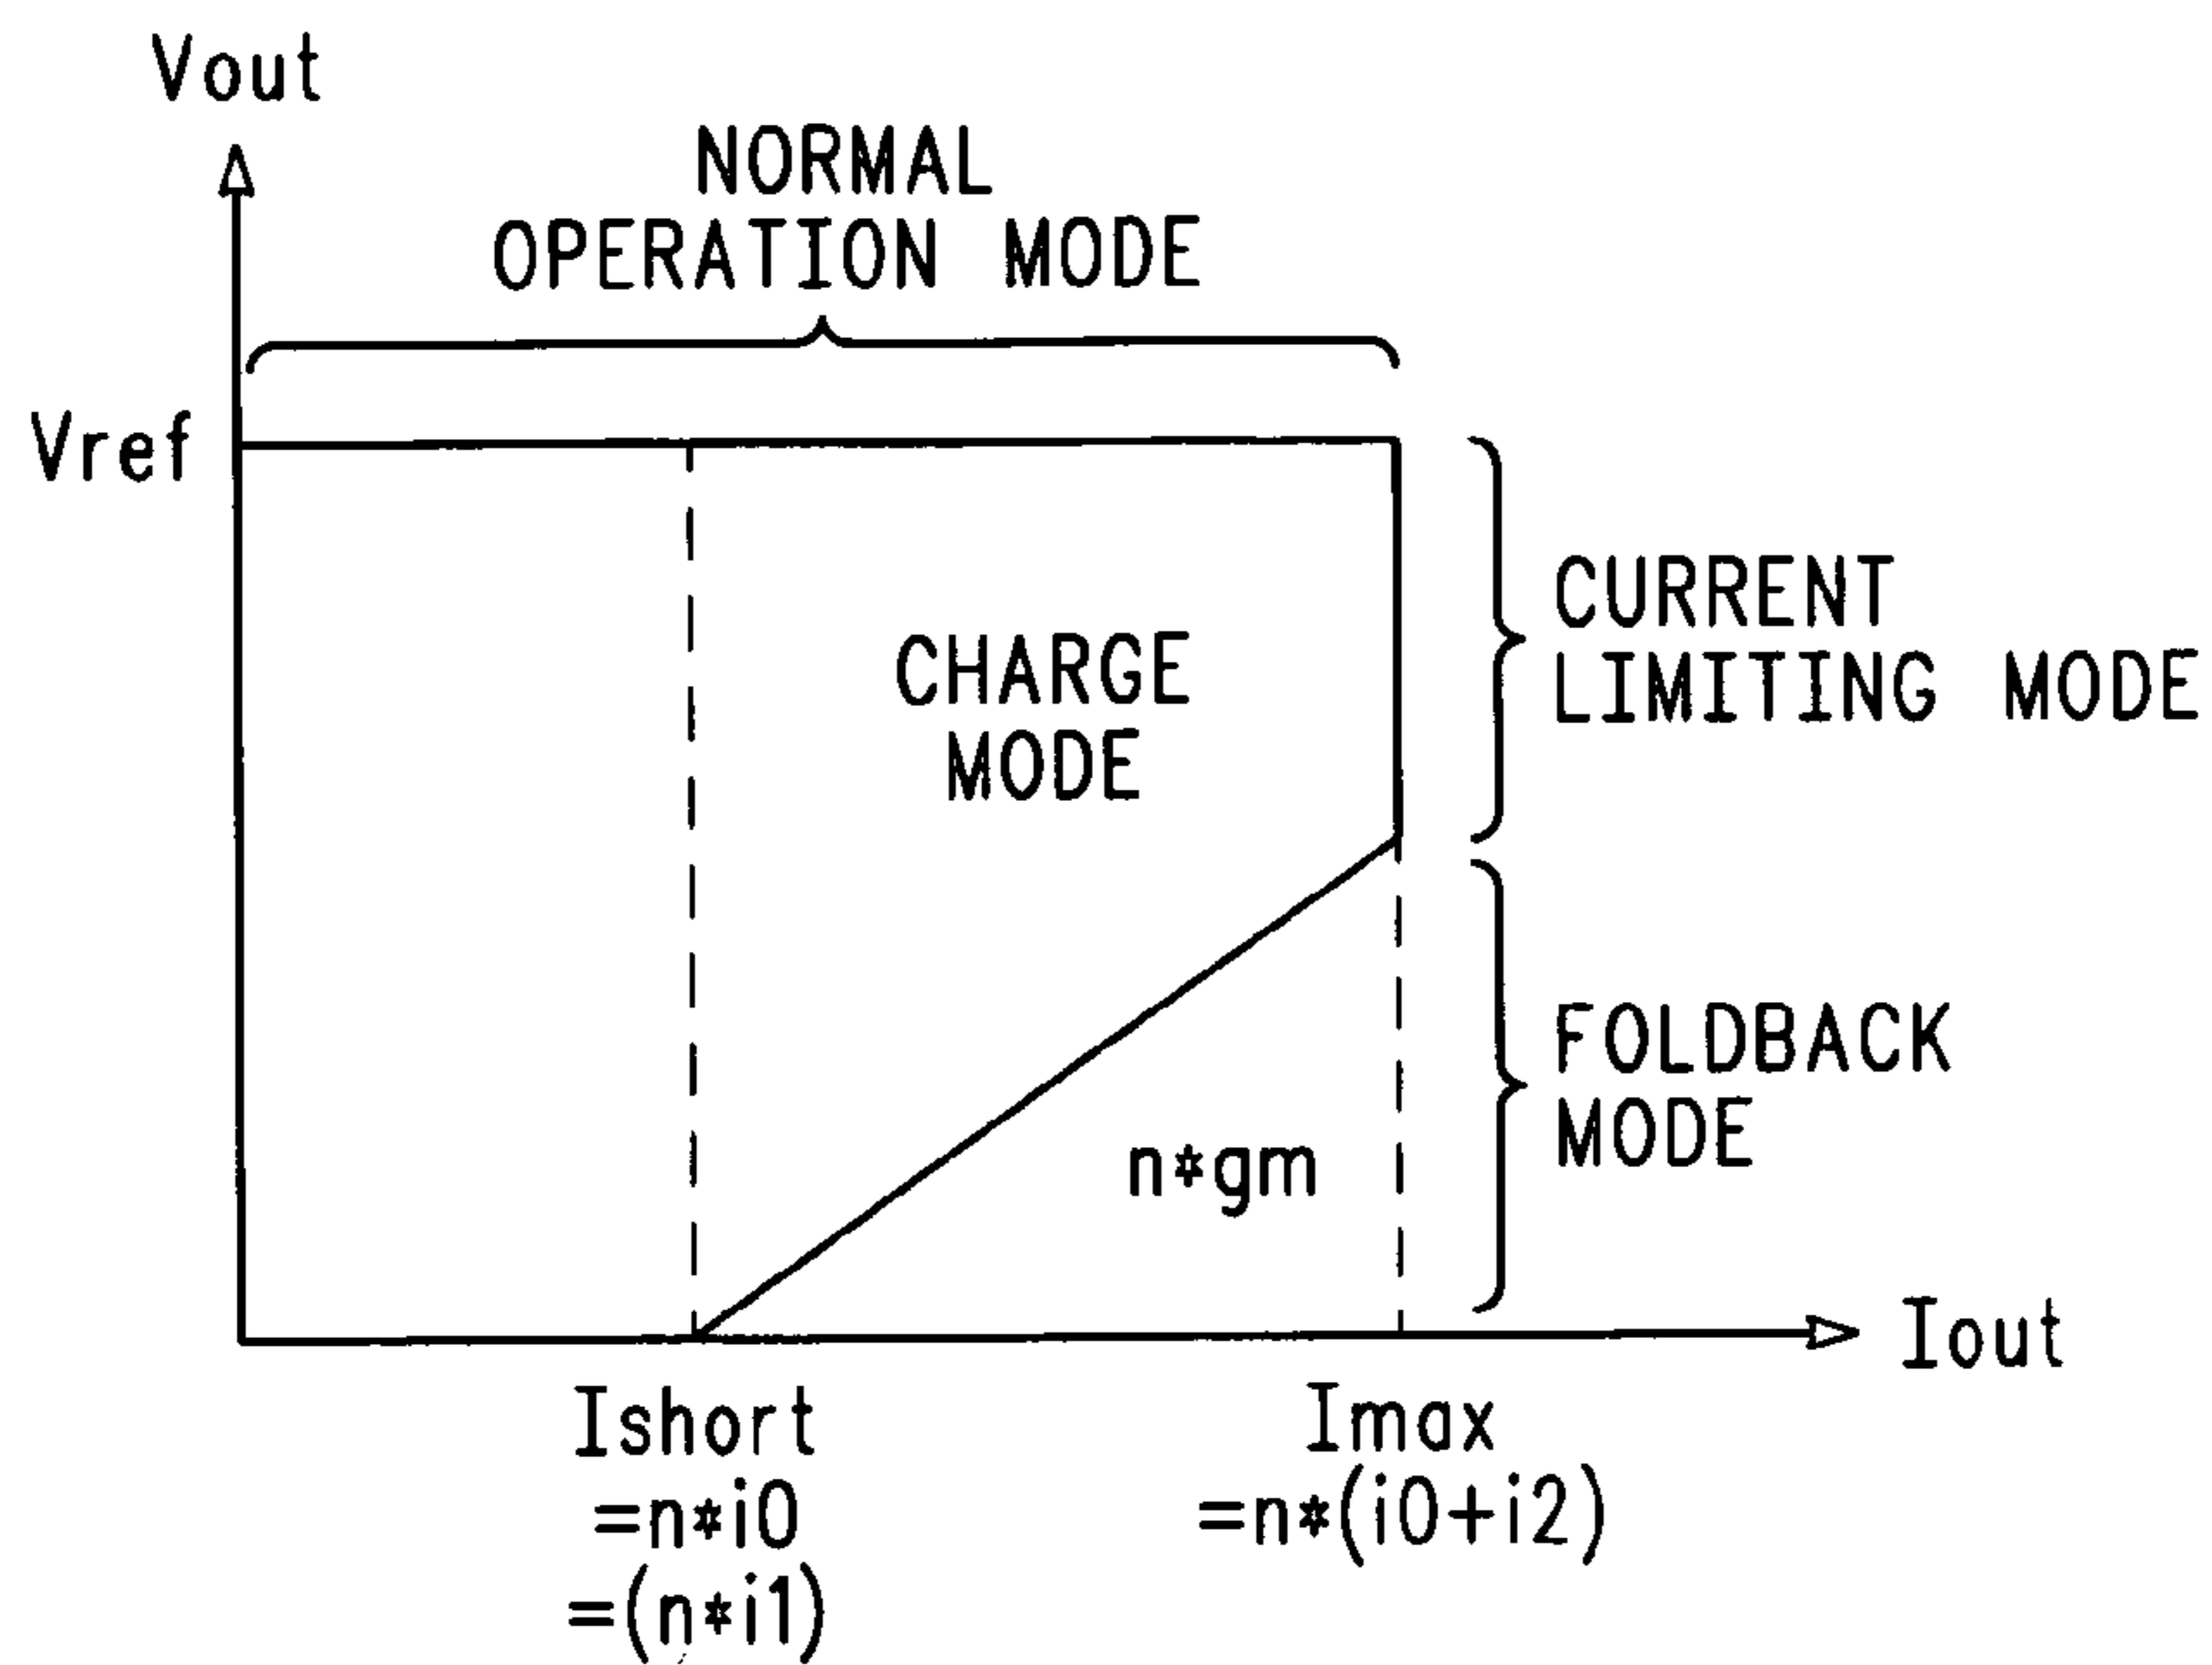 Vout
NORMAL
OPERATION MODE
Vref
CURRENT
LIMITING MODE
CHARGE
MODE
FOLDBACK
MODE
n*gm
Iout
Ishort
=n*i0
=(n*i1)
Imax
=n*(i0+i2)